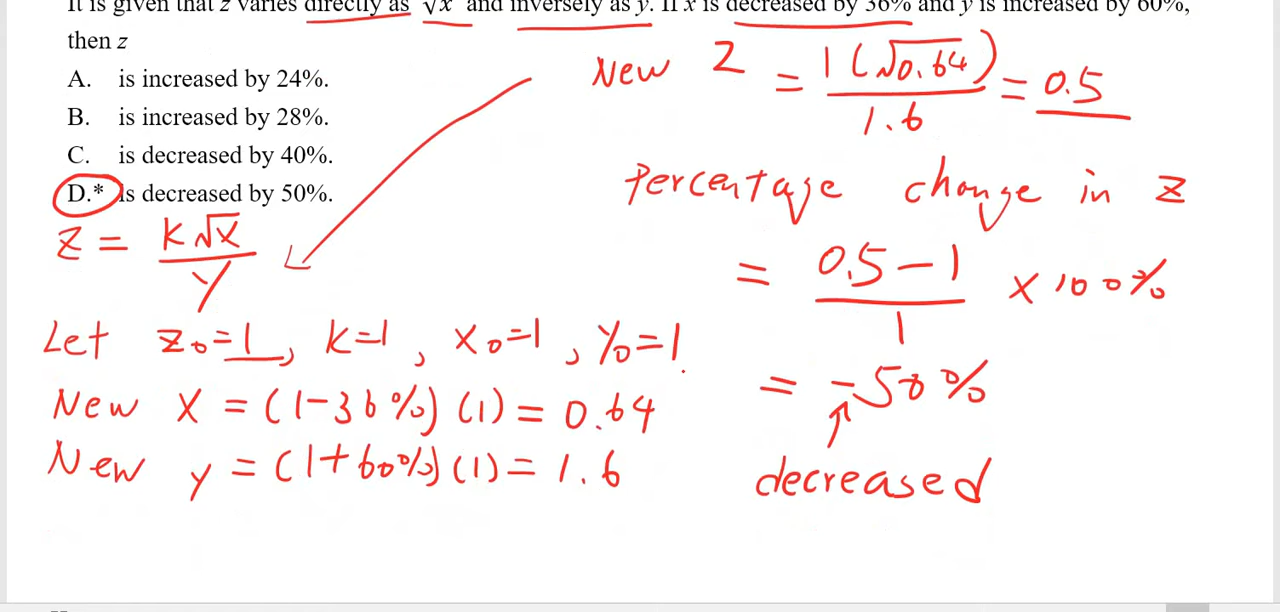 It is given that z varies directly as √x and inversely as y. If x is decreased by 36% and y is increased by 60%,
then z
A. is increased by 24%.
B. is increased by 28%.
C. is decreased by 40%.
D.* is decreased by 50%.
z = k√x / y
Let z₀=1, k=1, x₀=1, y₀=1
New x = (1-36%)(1) = 0.64
New y = (1+60%)(1) = 1.6
New z = 1(√0.64) / 1.6 = 0.5
Percentage change in z
= 0.5-1 / 1 × 100%
= -50%
decreased